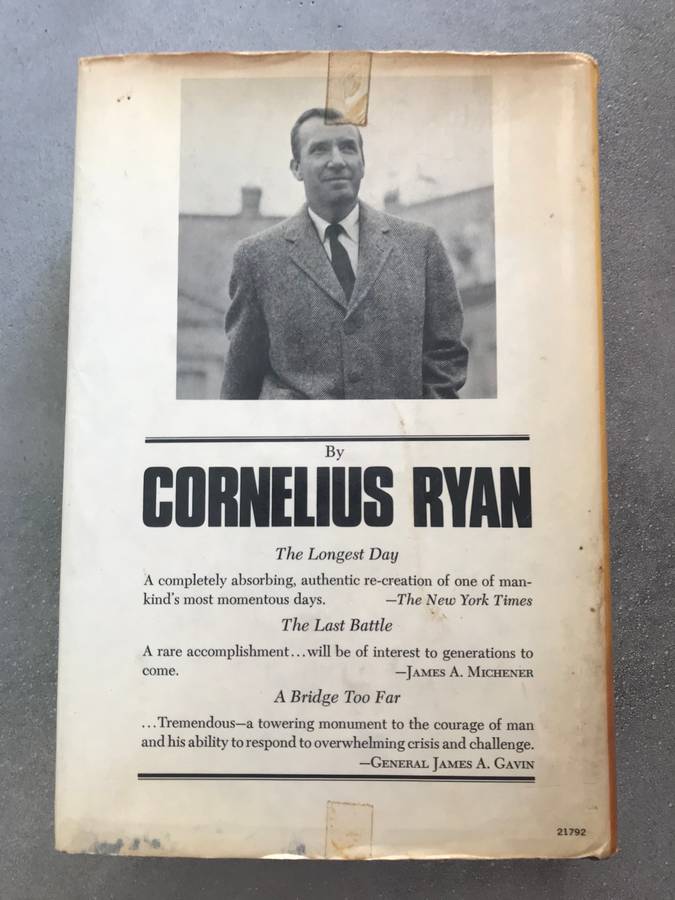 By
CORNELIUS RYAN
The Longest Day
A completely absorbing, authentic re-creation of one of man-
kind's most momentous days. —The New York Times
The Last Battle
A rare accomplishment...will be of interest to generations to
come. —JAMES A. MICHENER
A Bridge Too Far
...Tremendous—a towering monument to the courage of man
and his ability to respond to overwhelming crisis and challenge.
—GENERAL JAMES A. GAVIN
21792